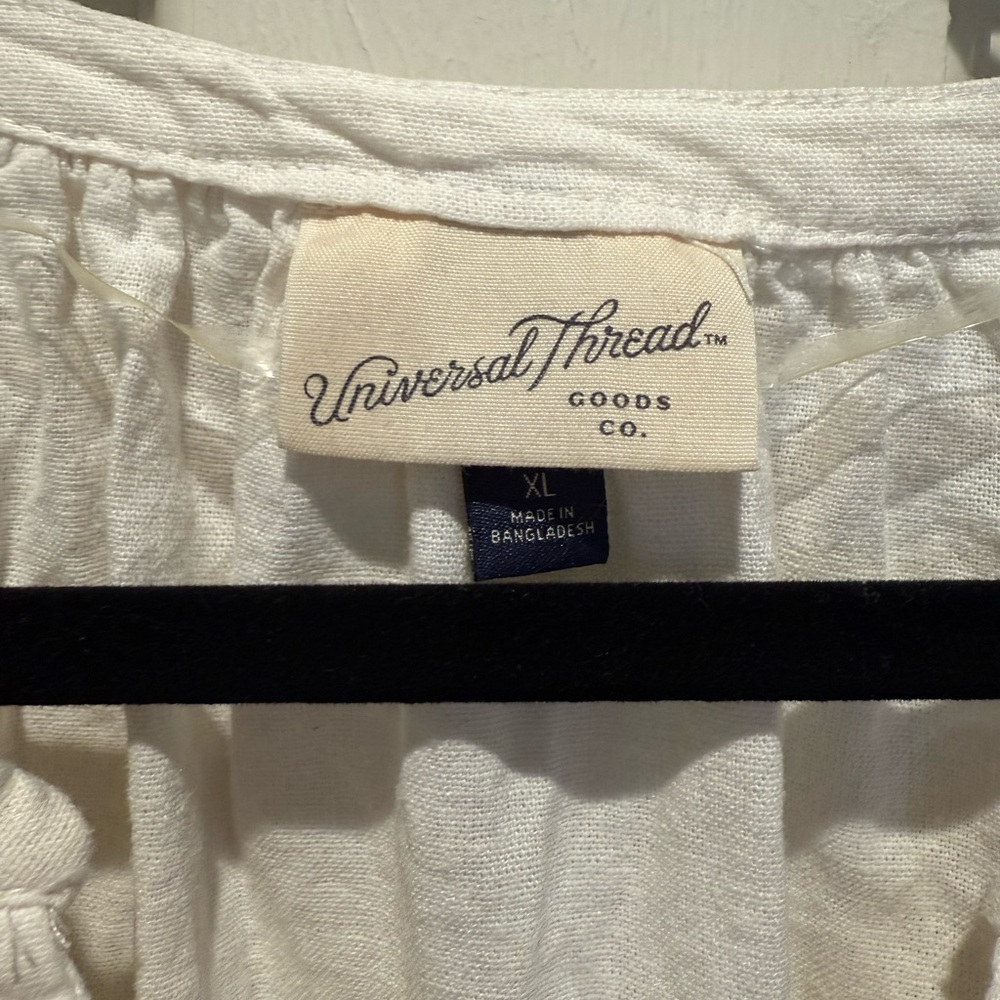 Universal Thread™
GOODS
CO.
XL
MADE IN
BANGLADESH